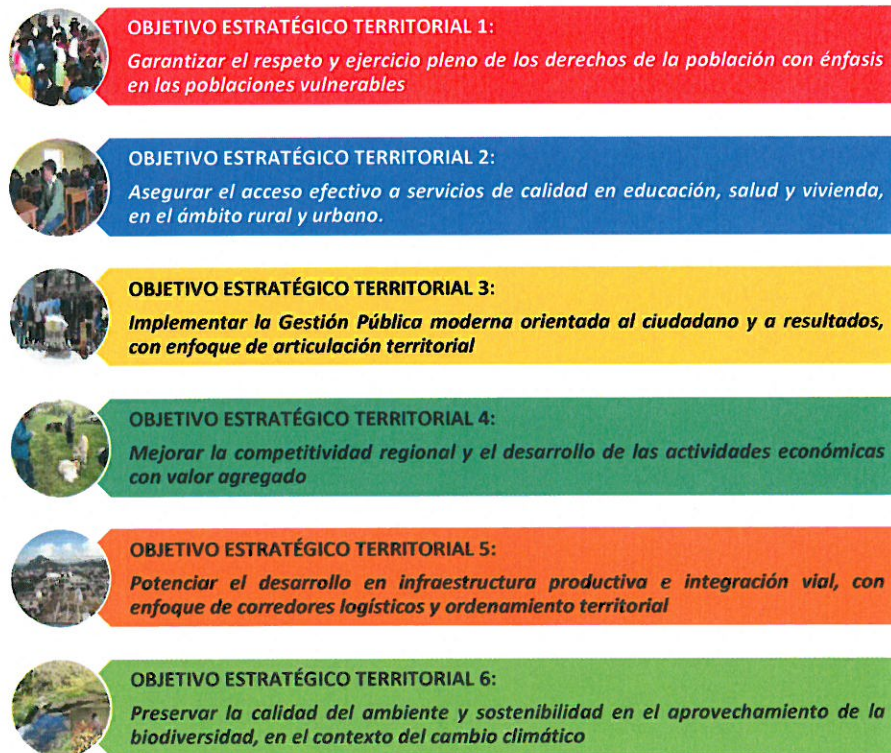 OBJETIVO ESTRATÉGICO TERRITORIAL 1:
Garantizar el respeto y ejercicio pleno de los derechos de la población con énfasis
en las poblaciones vulnerables
OBJETIVO ESTRATÉGICO TERRITORIAL 2:
Asegurar el acceso efectivo a servicios de calidad en educación, salud y vivienda,
en el ámbito rural y urbano.
OBJETIVO ESTRATÉGICO TERRITORIAL 3:
Implementar la Gestión Pública moderna orientada al ciudadano y a resultados,
con enfoque de articulación territorial
OBJETIVO ESTRATÉGICO TERRITORIAL 4:
Mejorar la competitividad regional y el desarrollo de las actividades económicas
con valor agregado
OBJETIVO ESTRATÉGICO TERRITORIAL 5:
Potenciar el desarrollo en infraestructura productiva e integración vial, con
enfoque de corredores logísticos y ordenamiento territorial
OBJETIVO ESTRATÉGICO TERRITORIAL 6:
Preservar la calidad del ambiente y sostenibilidad en el aprovechamiento de la
biodiversidad, en el contexto del cambio climático